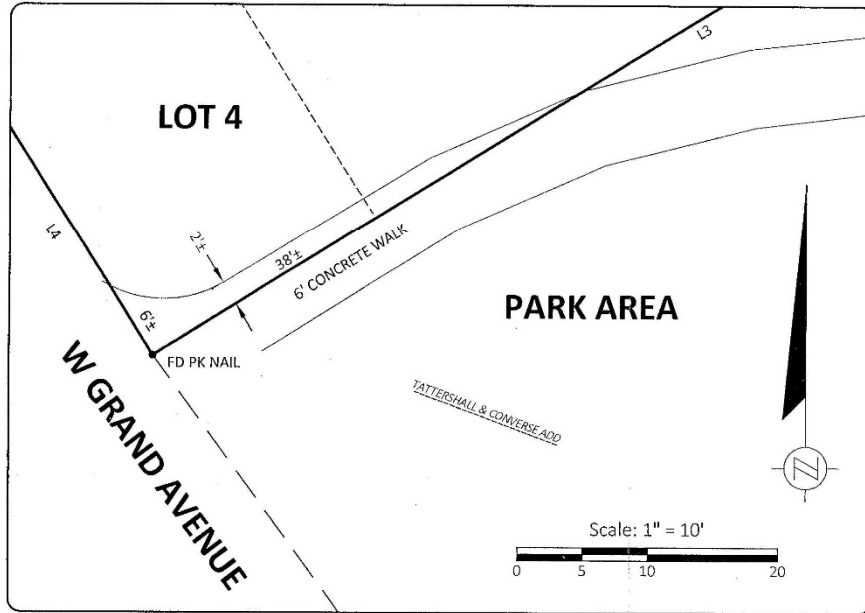 L3
LOT 4
L4
2'±
38'±
6' CONCRETE WALK
6'±
FD PK NAIL
PARK AREA
W GRAND AVENUE
TATTERSHALL & CONVERSE ADD
N
Scale: 1" = 10'
0 5 10 20